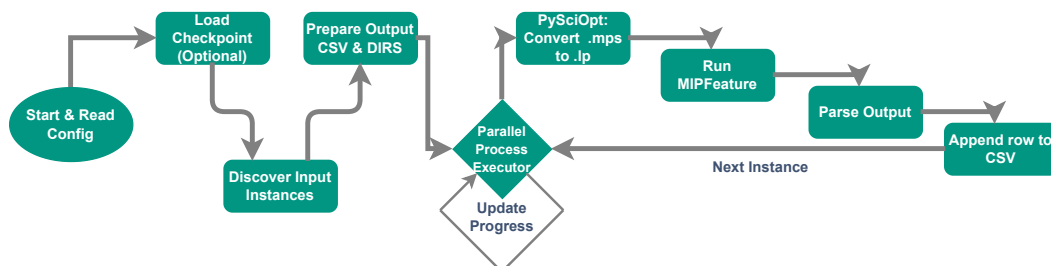 Start & Read
Config
Load
Checkpoint
(Optional)
Discover Input
Instances
Prepare Output
CSV & DIRS
Parallel
Process
Executor
Update
Progress
PySciOpt:
Convert .mps
to .lp
Run
MIPFeature
Parse Output
Append row to
CSV
Next Instance